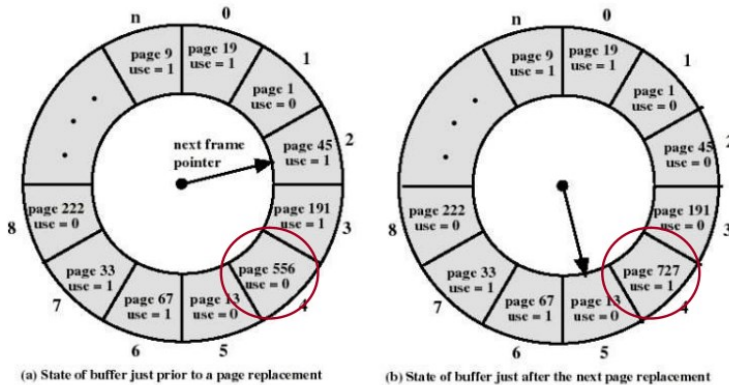 n
0
page 9
use = 1
page 19
use = 1
1
page 1
use = 0
2
page 45
use = 1
next frame
pointer
page 191
use = 1
3
page 556
use = 0
4
page 13
use = 0
5
page 67
use = 1
6
page 33
use = 1
7
page 222
use = 0
8
(a) State of buffer just prior to a page replacement
n
0
page 9
use = 1
page 19
use = 1
1
page 1
use = 0
2
page 45
use = 0
page 191
use = 0
3
page 727
use = 1
4
page 13
use = 0
5
page 67
use = 1
6
page 33
use = 1
7
page 222
use = 0
8
(b) State of buffer just after the next page replacement